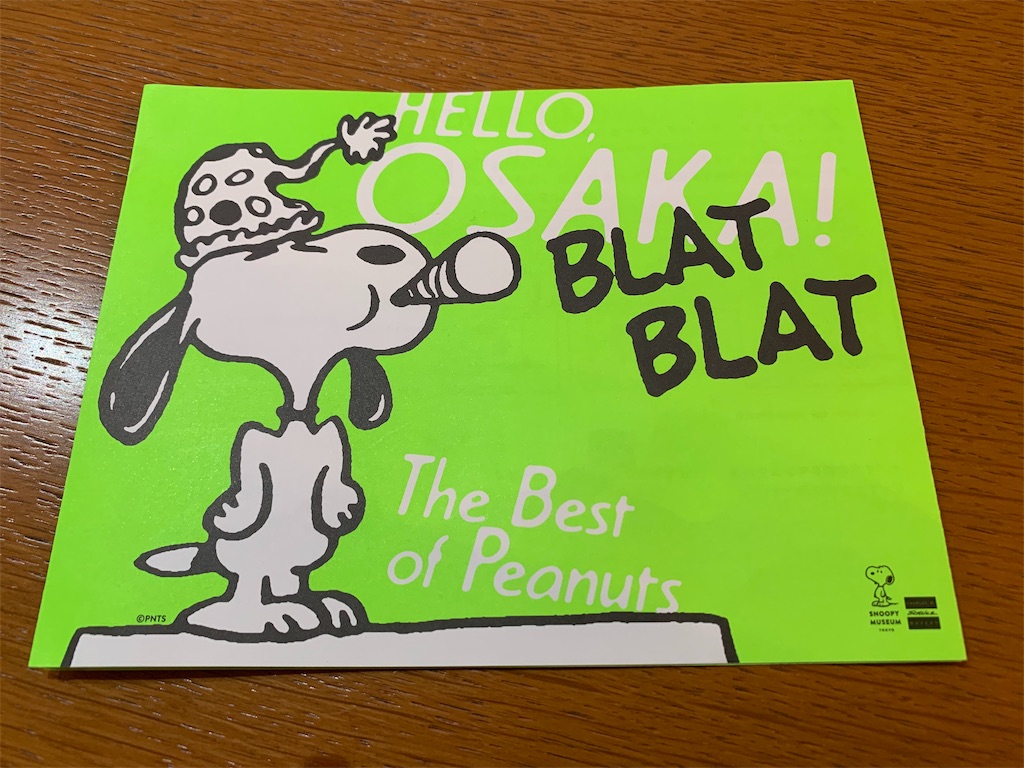 HELLO,
OSAKA!
BLAT
BLAT
The Best
of Peanuts
©PNTS
SNOOPY
MUSEUM
TOKYO